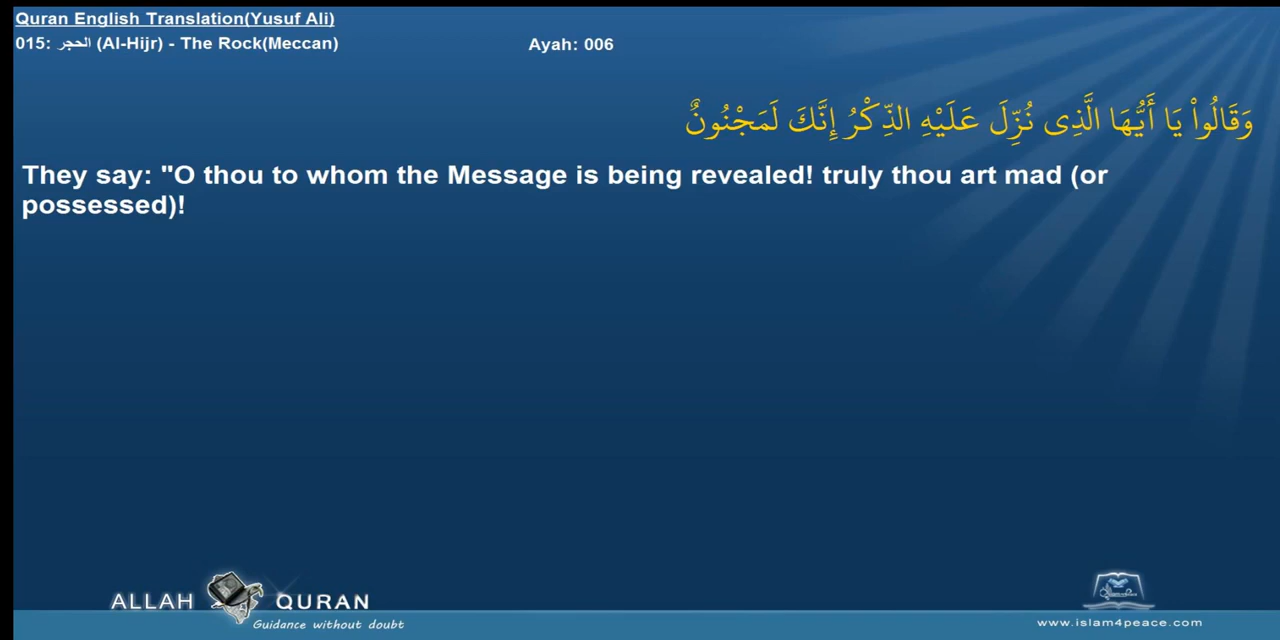 Quran English Translation(Yusuf Ali)
015: الحجر (Al-Hijr) - The Rock(Meccan)
Ayah: 006
وَقَالُواْ يَا أَيُّهَا الَّذِى نُزِّلَ عَلَيْهِ الذِّكْرُ إِنَّكَ لَمَجْنُونٌ
They say: "O thou to whom the Message is being revealed! truly thou art mad (or
possessed)!
ALLAH QURAN
Guidance without doubt
www.islam4peace.com